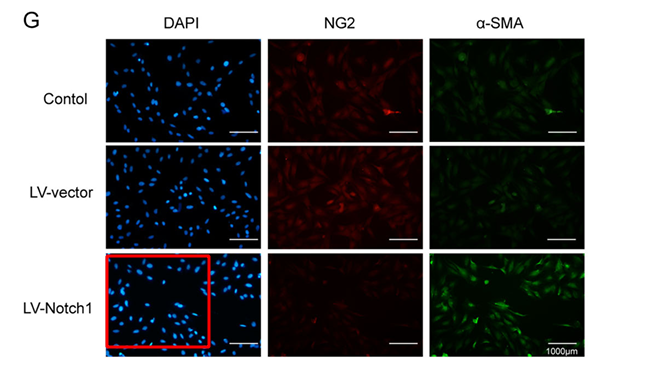 G
DAPI NG2 α-SMA
Contol
LV-vector
LV-Notch1
1000μm